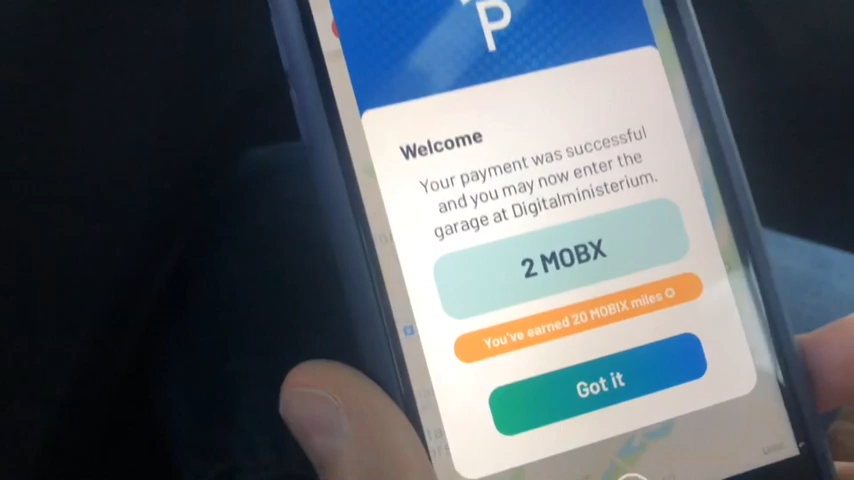 P
Welcome
Your payment was successful
and you may now enter the
garage at Digitalministerium.
2 MOBX
You've earned 20 MOBIX miles
Got it